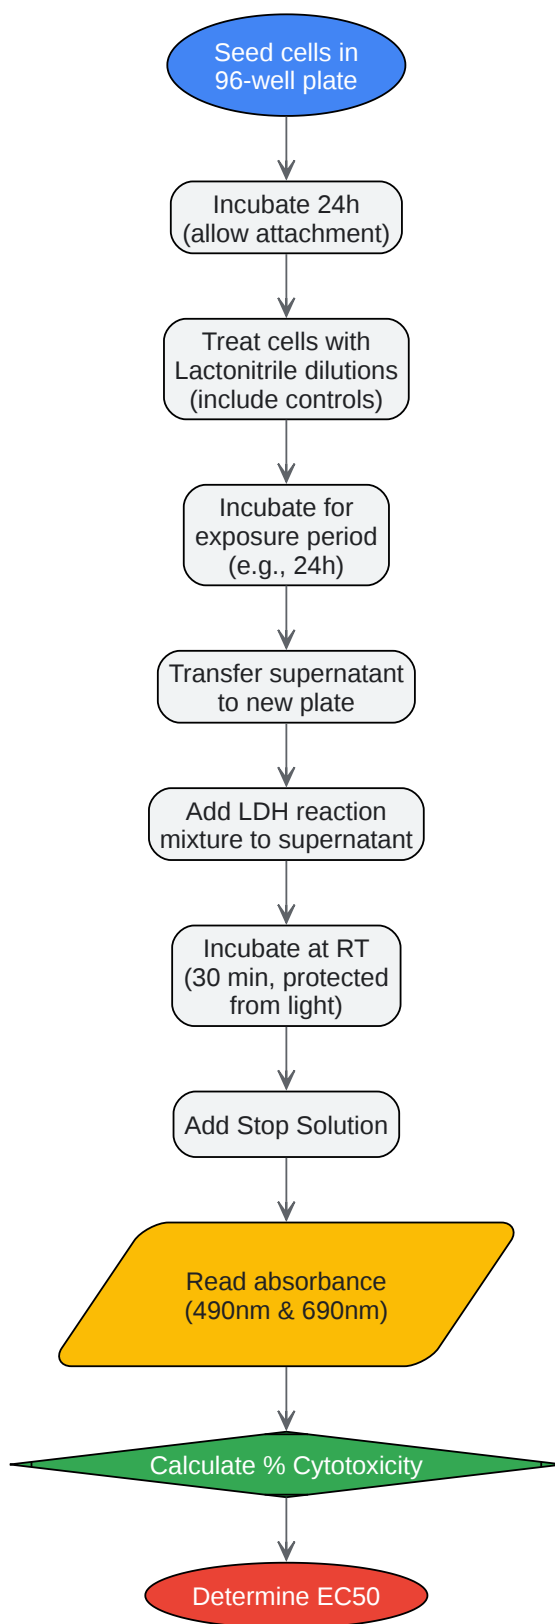 Seed cells in
96-well plate
Incubate 24h
(allow attachment)
Treat cells with
Lactonitrile dilutions
(include controls)
Incubate for
exposure period
(e.g., 24h)
Transfer supernatant
to new plate
Add LDH reaction
mixture to supernatant
Incubate at RT
(30 min, protected
from light)
Add Stop Solution
Read absorbance
(490nm & 690nm)
Calculate % Cytotoxicity
Determine EC50